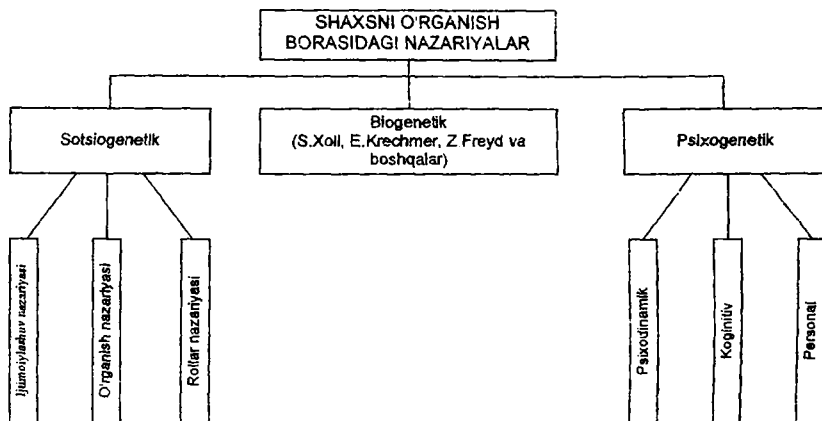 SHAXSNI O'RGANISH
BORASIDAGI NAZARIYALAR
Sotsiogenetik
Biogenetik
(S.Xoll, E.Krechmer, Z Freyd va
boshqalar)
Psixogenetik
Ijtimoiylashuv nazariyasi
O'rganish nazariyasi
Rollar nazariyasi
Psixodinamik
Koginitiv
Personal